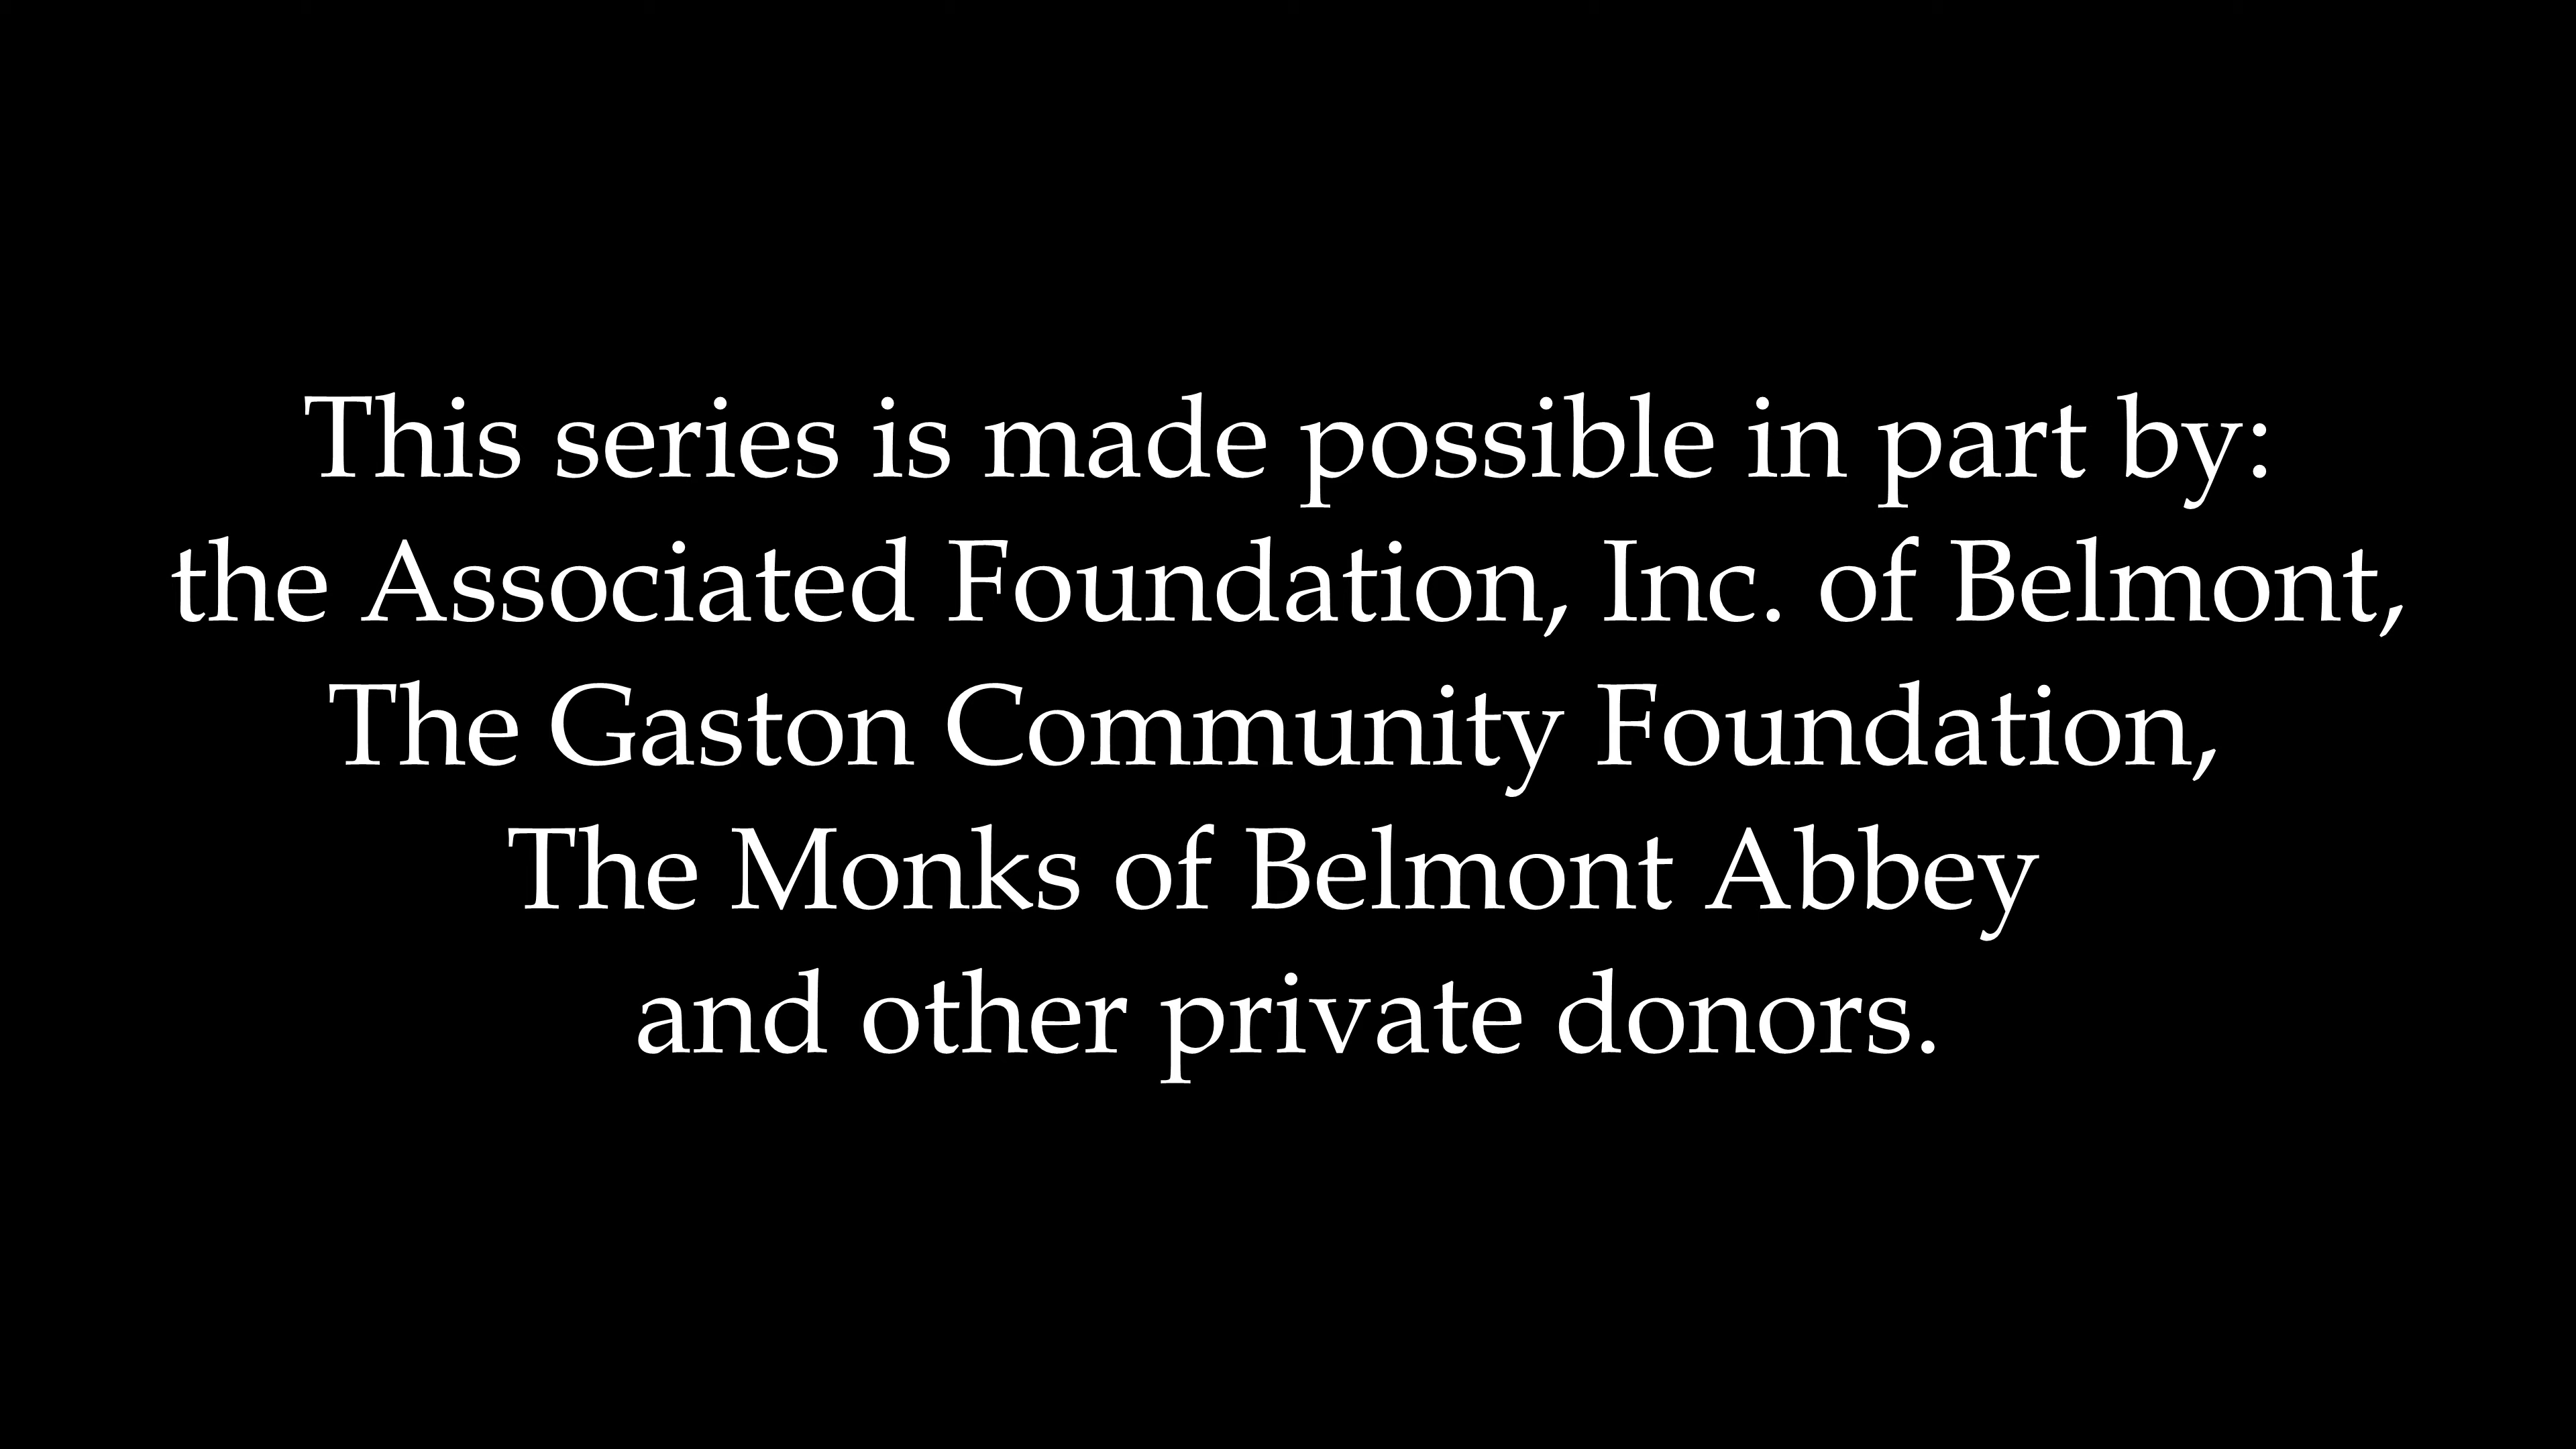 This series is made possible in part by:
the Associated Foundation, Inc. of Belmont,
The Gaston Community Foundation,
The Monks of Belmont Abbey
and other private donors.